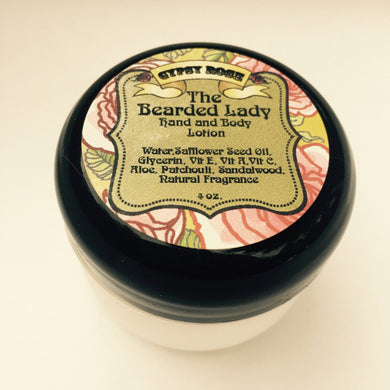 GYPSY ROSE
The
Bearded Lady
Hand and Body
Lotion
Water,Safflower Seed Oil,
Glycerin, Vit E, Vit A,Vit C,
Aloe, Patchouli, Sandalwood,
Natural Fragrance
4 oz.